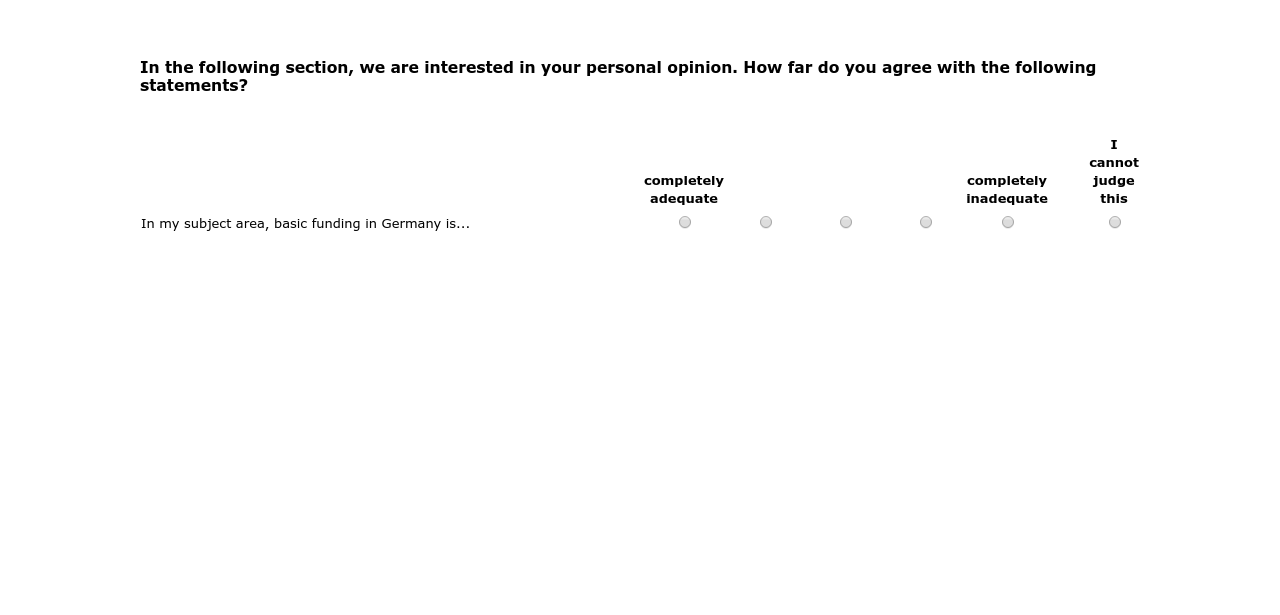 In the following section, we are interested in your personal opinion. How far do you agree with the following
statements?
completely
adequate
completely
inadequate
I
cannot
judge
this
In my subject area, basic funding in Germany is...